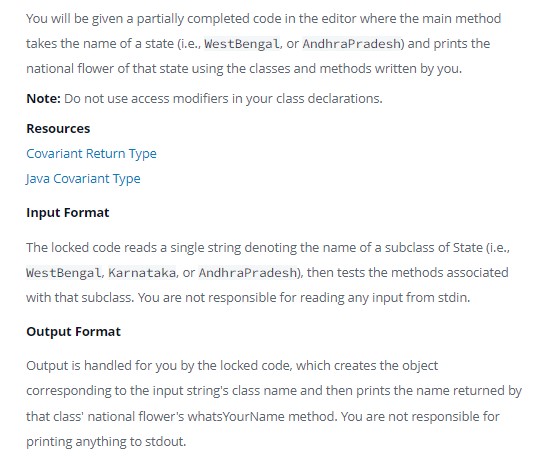 You will be given a partially completed code in the editor where the main method
takes the name of a state (i.e., WestBengal, or AndhraPradesh) and prints the
national flower of that state using the classes and methods written by you.
Note: Do not use access modifiers in your class declarations.
Resources
Covariant Return Type
Java Covariant Type
Input Format
The locked code reads a single string denoting the name of a subclass of State (i.e.,
WestBengal, Karnataka, or AndhraPradesh), then tests the methods associated
with that subclass. You are not responsible for reading any input from stdin.
Output Format
Output is handled for you by the locked code, which creates the object
corresponding to the input string's class name and then prints the name returned by
that class' national flower's whatsYourName method. You are not responsible for
printing anything to stdout.